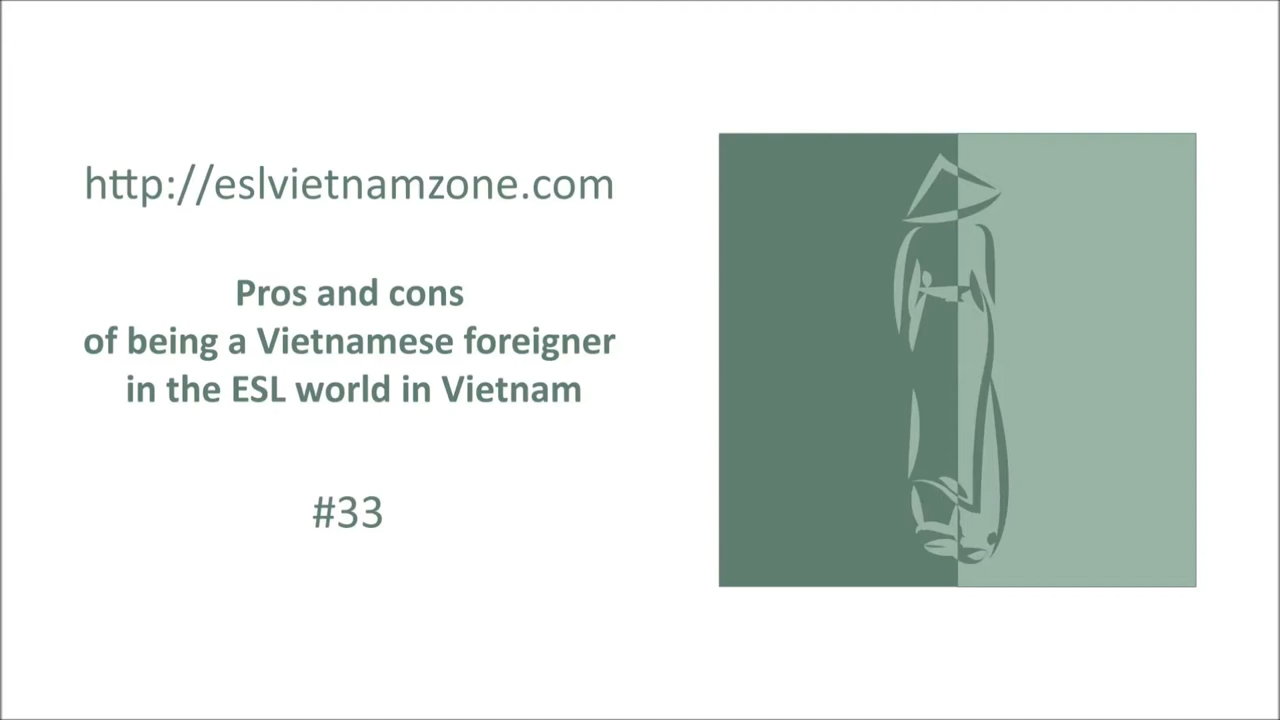 http://eslvietnamzone.com
Pros and cons
of being a Vietnamese foreigner
in the ESL world in Vietnam
#33